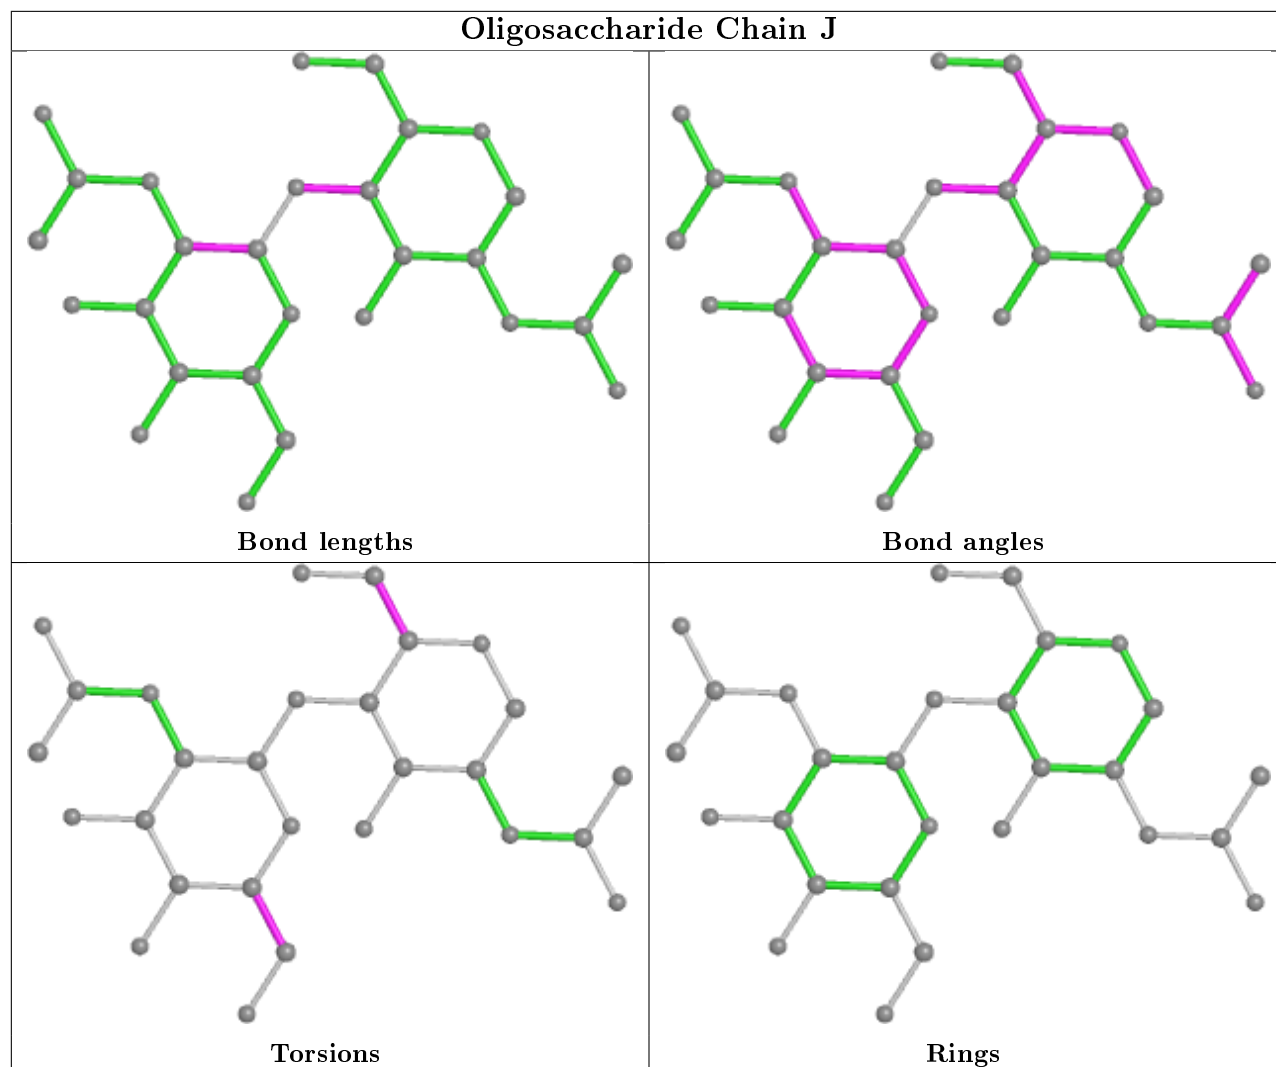 Oligosaccharide Chain J
Bond lengths
Bond angles
Torsions
Rings